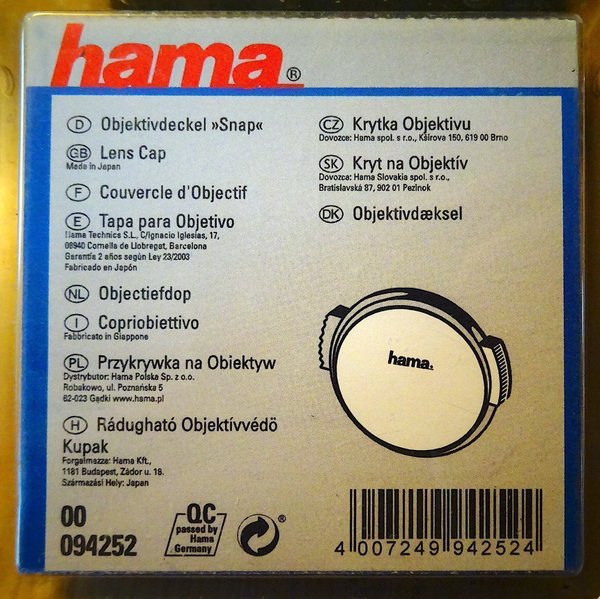 hama®
D Objektivdeckel »Snap«
GB Lens Cap
Made in Japan
F Couvercle d'Objectif
E Tapa para Objetivo
Hama Technics S.L., C/Ignacio Iglesias, 17,
08940 Cornella de Llobregat, Barcelona
Garantía 2 años según Ley 23/2003
Fabricado en Japón
NL Objectiefdop
I Copriobiettivo
Fabbricato in Giappone
PL Przykrywka na Obiektyw
Dystrybutor: Hama Polska Sp. z o.o.
Robakowo, ul. Poznańska 5
62-023 Gądki www.hama.pl
H Rádugható Objektívvédö
Kupak
Forgalmazza: Hama Kft.,
1181 Budapest, Zádor u. 18.
Származási Hely: Japan
00
094252
QC
passed by
Hama
Germany
®
CZ Krytka Objektivu
Dovozce: Hama spol. s r.o., Kšírova 150, 619 00 Brno
SK Kryt na Objektív
Dovozca: Hama Slovakia spol. s r.o.,
Bratislavská 87, 902 01 Pezinok
DK Objektivdæksel
hama®
4 007249 942524